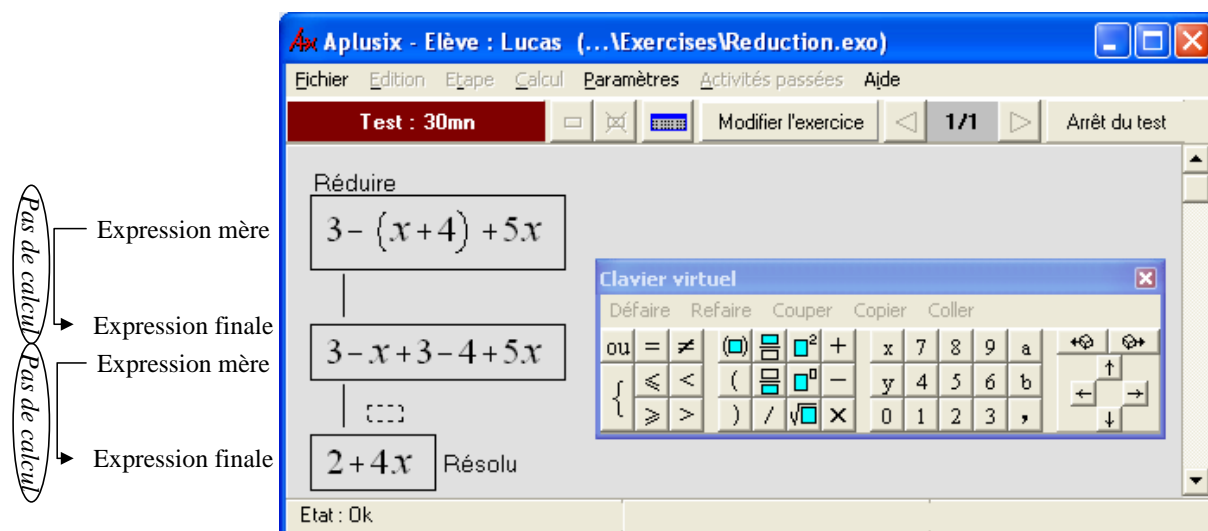 Apx Aplusix - Elève : Lucas (...\Exercises\Reduction.exo)
Fichier Edition Etape Calcul Paramètres Activités passées Aide
Test : 30mn Modifier l'exercice 1/1 Arrêt du test
Réduire
3 - (x + 4) + 5x
3 - x + 3 - 4 + 5x
2 + 4x Résolu
Pas de calcul
Expression mère
Expression finale
Pas de calcul
Expression mère
Expression finale
Clavier virtuel
Défaire Refaire Couper Copier Coller
ou = ≠ (□) □² + x 7 8 9 a
{ ⩽ < ( □□ − y 4 5 6 b ↑ ← →
⩾ > ) / √□ × 0 1 2 3 , ↓
Etat : Ok